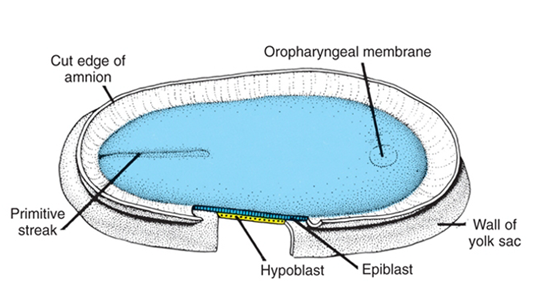 Cut edge of
amnion
Oropharyngeal membrane
Primitive
streak
Hypoblast
Epiblast
Wall of
yolk sac